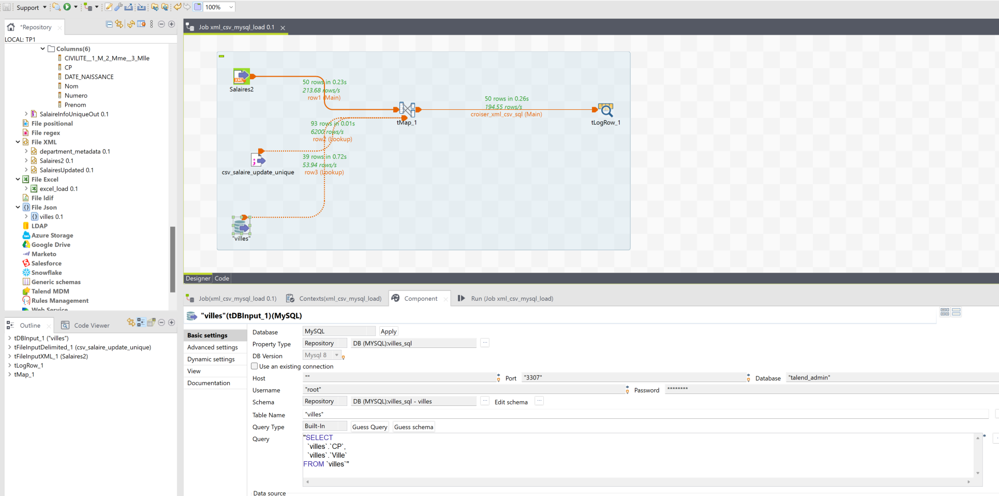 Support
100%
*Repository
LOCAL: TP1
Columns(6)
CIVILITE__1_M_2_Mme__3_Mlle
CP
DATE_NAISSANCE
Nom
Numero
Prenom
SalaireInfoUniqueOut 0.1
File positional
File regex
File XML
department_metadata 0.1
Salaires2 0.1
SalairesUpdated 0.1
File Excel
excel_load 0.1
File ldif
File Json
villes 0.1
LDAP
Azure Storage
Google Drive
Marketo
Salesforce
Snowflake
Generic schemas
Talend MDM
Rules Management
Web Service
Outline
Code Viewer
tDBInput_1 ("villes")
tFileInputDelimited_1 (csv_salaire_update_unique)
tFileInputXML_1 (Salaires2)
tLogRow_1
tMap_1
Job xml_csv_mysql_load 0.1
XML
Salaires2
50 rows in 0.23s
213.68 rows/s
row1 (Main)
50 rows in 0.26s
194.55 rows/s
croiser_xml_csv_sql (Main)
tMap_1
tLogRow_1
93 rows in 0.01s
6200 rows/s
row2 (Lookup)
39 rows in 0.72s
53.94 rows/s
row3 (Lookup)
csv_salaire_update_unique
"villes"
Designer
Code
Job(xml_csv_mysql_load 0.1)
Contexts(xml_csv_mysql_load)
Component
Run (Job xml_csv_mysql_load)
"villes"(tDBInput_1)(MySQL)
Basic settings
Advanced settings
Dynamic settings
View
Documentation
Database MySQL Apply
Property Type Repository DB (MYSQL):villes_sql ...
DB Version Mysql 8
Use an existing connection
Host "" * Port "3307" * Database "talend_admin"
Username "root" * Password ********
Schema Repository DB (MYSQL):villes_sql - villes ... Edit schema ...
Table Name "villes"
Query Type Built-In Guess Query Guess schema
Query "SELECT *
`villes`.`CP`,
`villes`.`Ville`
FROM `villes`"
Data source